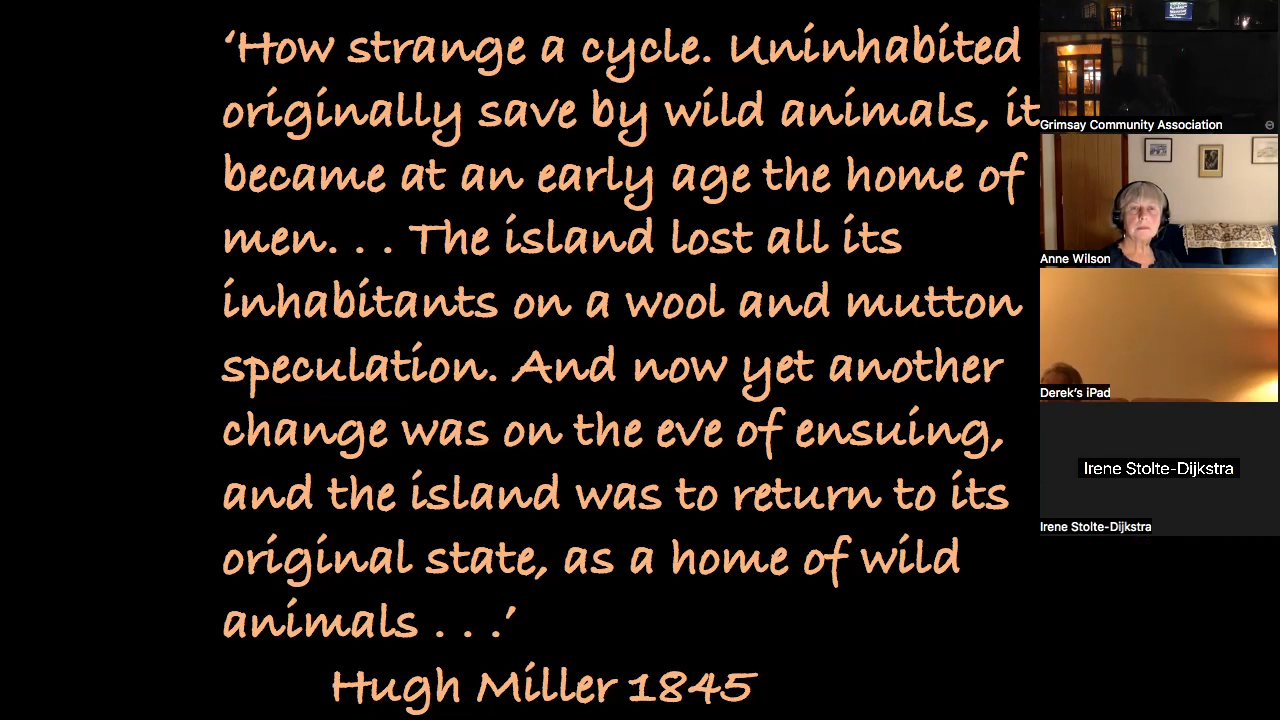 ‘How strange a cycle. Uninhabited
originally save by wild animals, it
became at an early age the home of
men. . . The island lost all its
inhabitants on a wool and mutton
speculation. And now yet another
change was on the eve of ensuing,
and the island was to return to its
original state, as a home of wild
animals . . .’
Hugh Miller 1845
Grimsay Community Association
Anne Wilson
Derek’s iPad
Irene Stolte-Dijkstra
Irene Stolte-Dijkstra